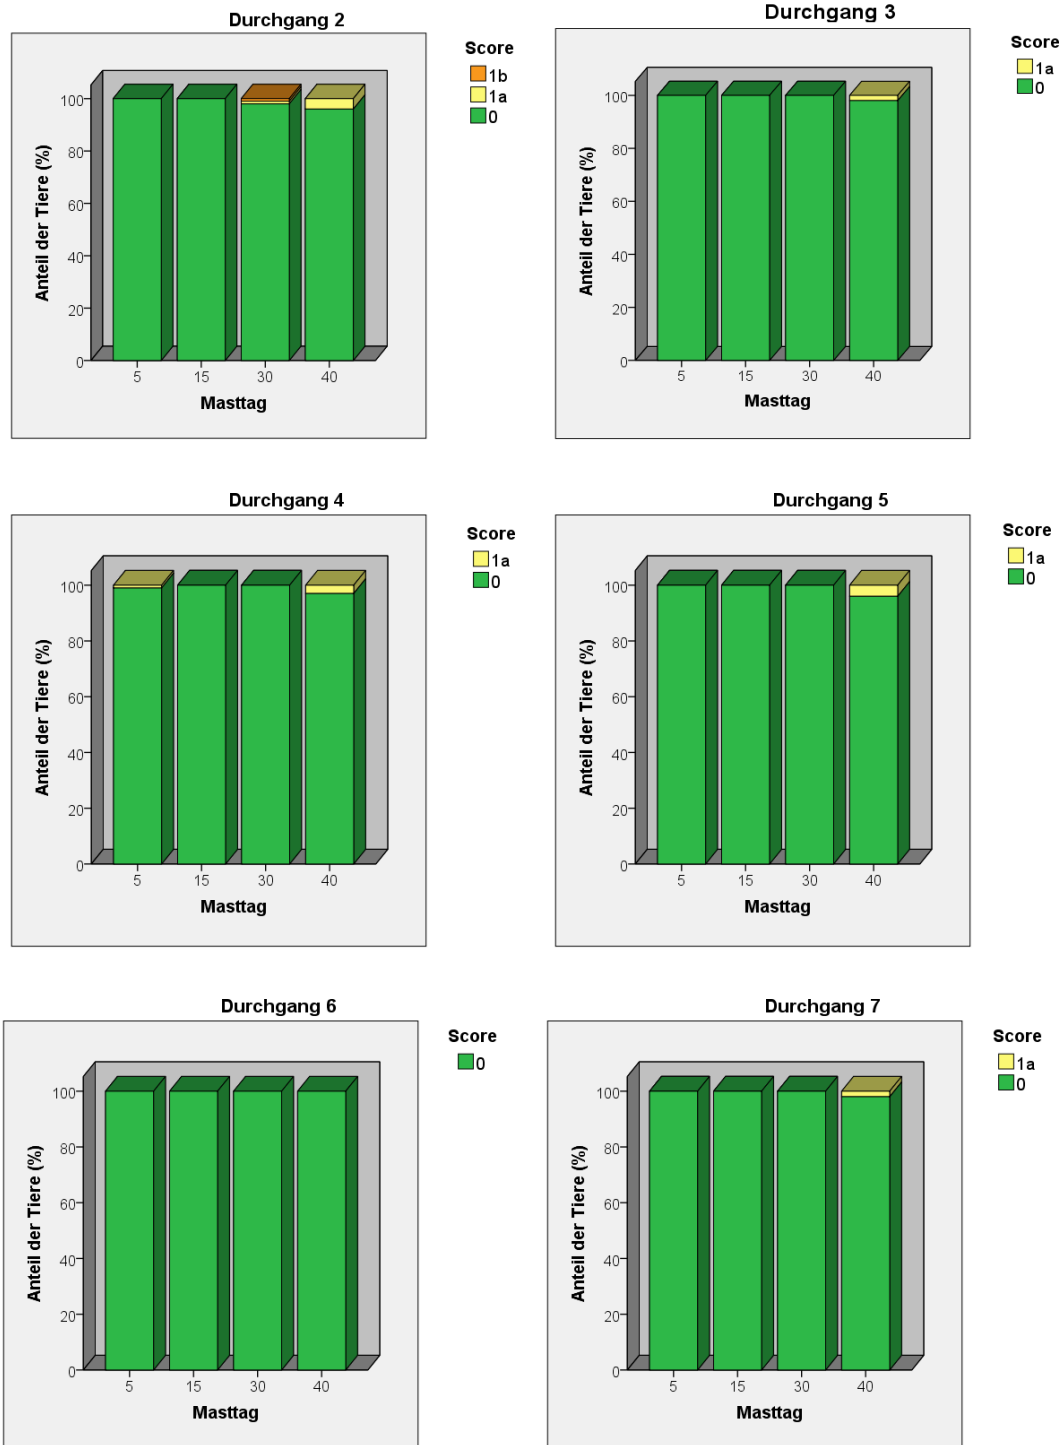 Durchgang 2
Score
1b
1a
0
Anteil der Tiere (%)
100
80
60
40
20
0
5 15 30 40
Masttag
Durchgang 3
Score
1a
0
Anteil der Tiere (%)
100
80
60
40
20
0
5 15 30 40
Masttag
Durchgang 4
Score
1a
0
Anteil der Tiere (%)
100
80
60
40
20
0
5 15 30 40
Masttag
Durchgang 5
Score
1a
0
Anteil der Tiere (%)
100
80
60
40
20
0
5 15 30 40
Masttag
Durchgang 6
Score
0
Anteil der Tiere (%)
100
80
60
40
20
0
5 15 30 40
Masttag
Durchgang 7
Score
1a
0
Anteil der Tiere (%)
100
80
60
40
20
0
5 15 30 40
Masttag